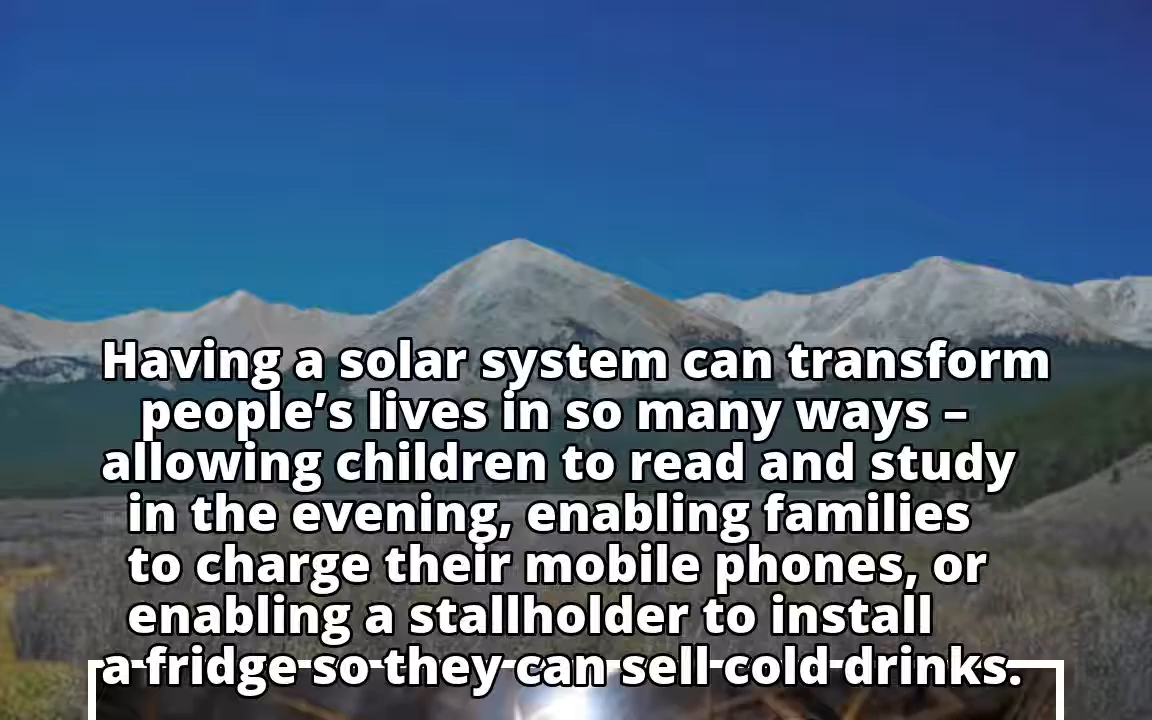 Having a solar system can transform
people’s lives in so many ways –
allowing children to read and study
in the evening, enabling families
to charge their mobile phones, or
enabling a stallholder to install
a fridge so they can sell cold drinks.